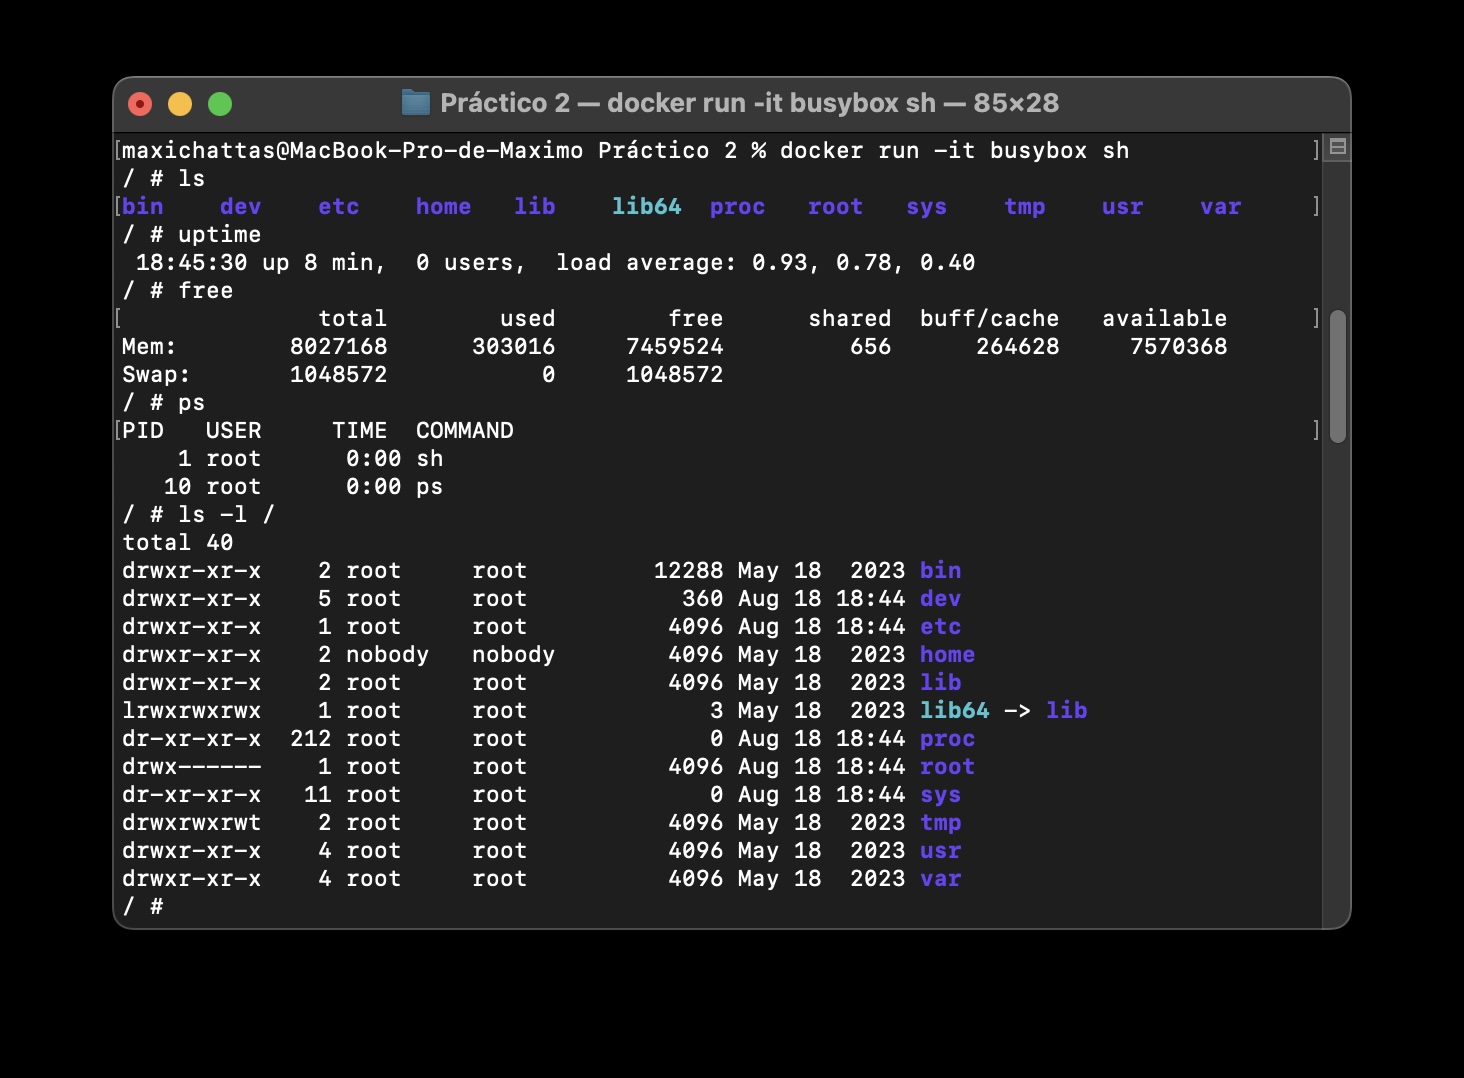 Práctico 2 — docker run -it busybox sh — 85×28
[maxichattas@MacBook-Pro-de-Maximo Práctico 2 % docker run -it busybox sh ]
/ # ls
[bin    dev    etc    home   lib    lib64  proc   root   sys    tmp    usr    var     ]
/ # uptime
 18:45:30 up 8 min,  0 users,  load average: 0.93, 0.78, 0.40
/ # free
[              total        used        free      shared  buff/cache   available      ]
Mem:        8027168      303016     7459524         656      264628     7570368
Swap:       1048572           0     1048572
/ # ps
[PID   USER     TIME  COMMAND ]
    1 root      0:00 sh
   10 root      0:00 ps
/ # ls -l /
total 40
drwxr-xr-x    2 root     root         12288 May 18  2023 bin
drwxr-xr-x    5 root     root           360 Aug 18 18:44 dev
drwxr-xr-x    1 root     root          4096 Aug 18 18:44 etc
drwxr-xr-x    2 nobody   nobody        4096 May 18  2023 home
drwxr-xr-x    2 root     root          4096 May 18  2023 lib
lrwxrwxrwx    1 root     root             3 May 18  2023 lib64 -> lib
dr-xr-xr-x  212 root     root             0 Aug 18 18:44 proc
drwx------    1 root     root          4096 Aug 18 18:44 root
dr-xr-xr-x   11 root     root             0 Aug 18 18:44 sys
drwxrwxrwt    2 root     root          4096 May 18  2023 tmp
drwxr-xr-x    4 root     root          4096 May 18  2023 usr
drwxr-xr-x    4 root     root          4096 May 18  2023 var
/ #